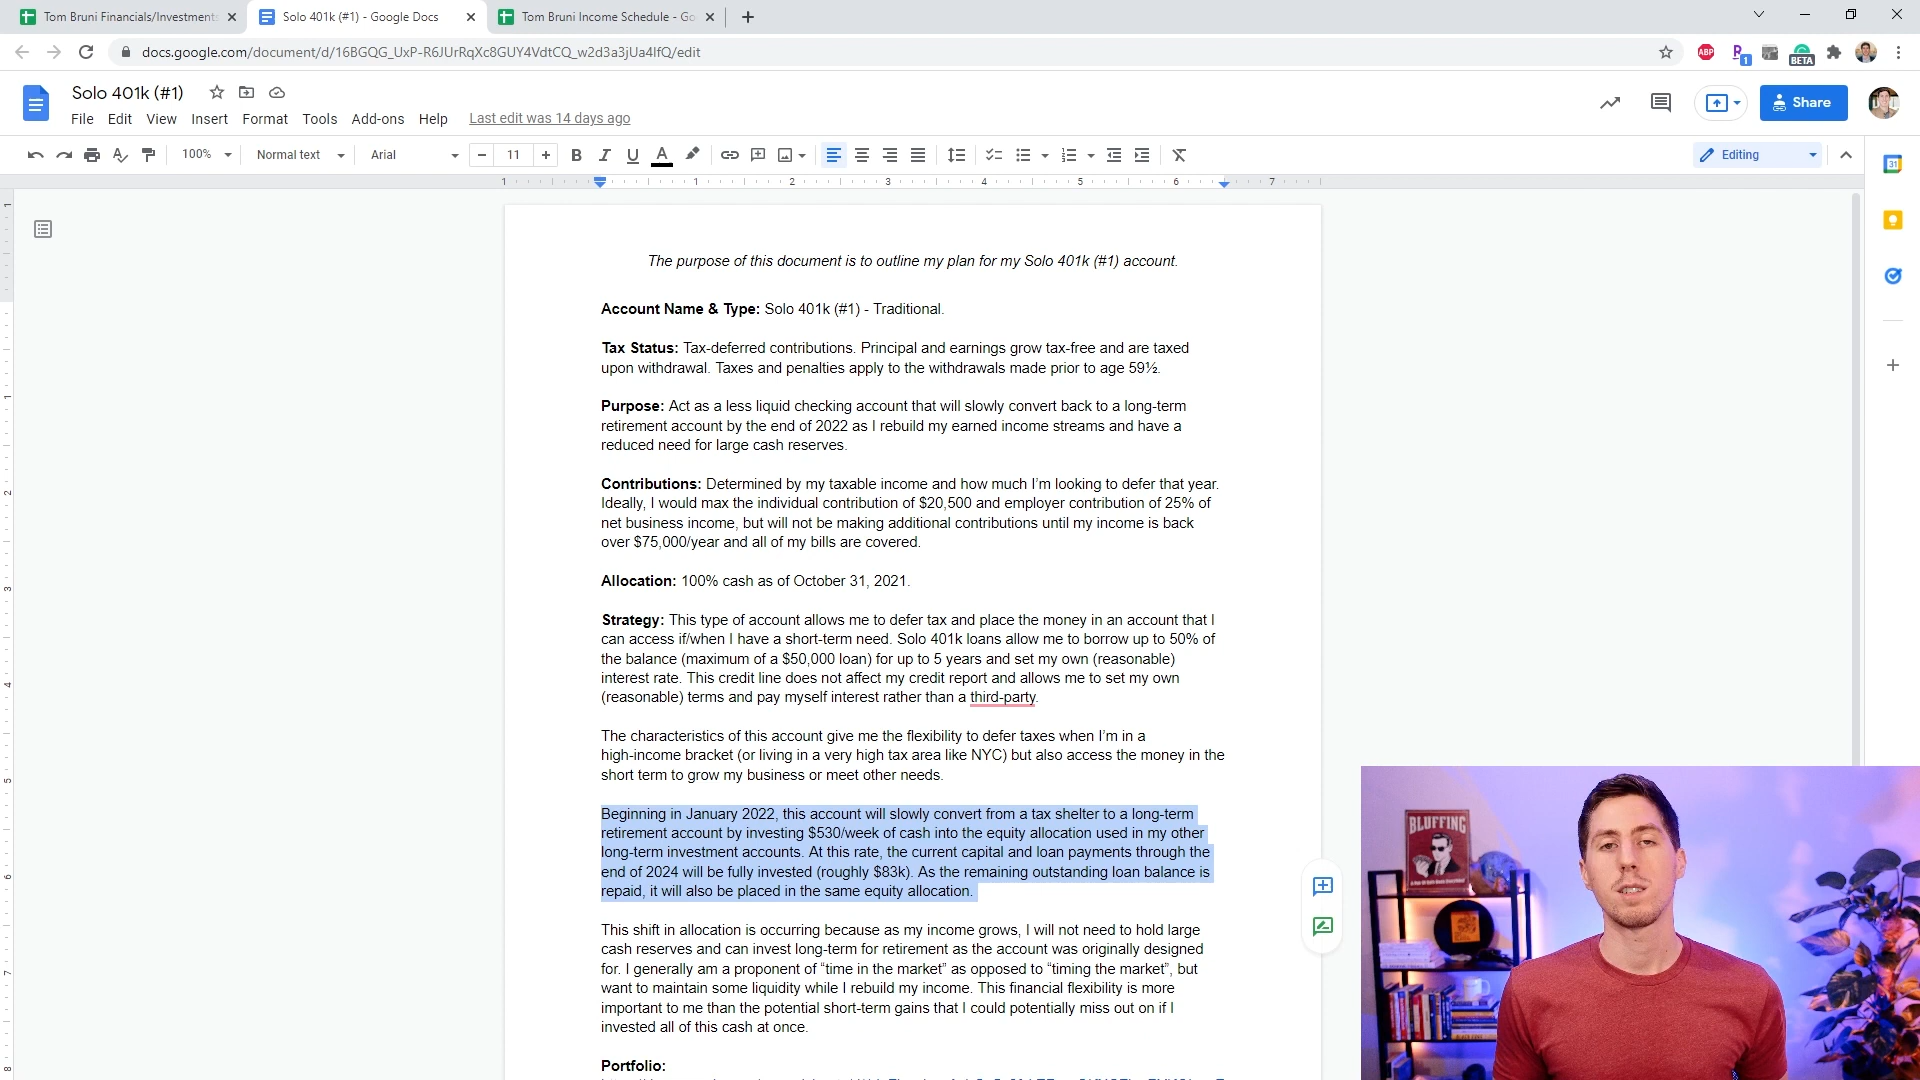 Tom Bruni Financials/Investments
Solo 401k (#1) - Google Docs
Tom Bruni Income Schedule - Go
docs.google.com/document/d/16BGQG_UxP-R6JUrRqXc8GUY4VdtCQ_w2d3a3jUa4lfQ/edit
ABP
1
BETA
Solo 401k (#1)
Share
File Edit View Insert Format Tools Add-ons Help Last edit was 14 days ago
100% Normal text Arial 11 Editing
31
1 1 2 3 4 5 6 7
1
1
2
3
4
5
6
7
8
The purpose of this document is to outline my plan for my Solo 401k (#1) account.
Account Name & Type: Solo 401k (#1) - Traditional.
Tax Status: Tax-deferred contributions. Principal and earnings grow tax-free and are taxed
upon withdrawal. Taxes and penalties apply to the withdrawals made prior to age 59½.
Purpose: Act as a less liquid checking account that will slowly convert back to a long-term
retirement account by the end of 2022 as I rebuild my earned income streams and have a
reduced need for large cash reserves.
Contributions: Determined by my taxable income and how much I'm looking to defer that year.
Ideally, I would max the individual contribution of $20,500 and employer contribution of 25% of
net business income, but will not be making additional contributions until my income is back
over $75,000/year and all of my bills are covered.
Allocation: 100% cash as of October 31, 2021.
Strategy: This type of account allows me to defer tax and place the money in an account that I
can access if/when I have a short-term need. Solo 401k loans allow me to borrow up to 50% of
the balance (maximum of a $50,000 loan) for up to 5 years and set my own (reasonable)
interest rate. This credit line does not affect my credit report and allows me to set my own
(reasonable) terms and pay myself interest rather than a third-party.
The characteristics of this account give me the flexibility to defer taxes when I'm in a
high-income bracket (or living in a very high tax area like NYC) but also access the money in the
short term to grow my business or meet other needs.
Beginning in January 2022, this account will slowly convert from a tax shelter to a long-term
retirement account by investing $530/week of cash into the equity allocation used in my other
long-term investment accounts. At this rate, the current capital and loan payments through the
end of 2024 will be fully invested (roughly $83k). As the remaining outstanding loan balance is
repaid, it will also be placed in the same equity allocation.
This shift in allocation is occurring because as my income grows, I will not need to hold large
cash reserves and can invest long-term for retirement as the account was originally designed
for. I generally am a proponent of “time in the market” as opposed to “timing the market”, but
want to maintain some liquidity while I rebuild my income. This financial flexibility is more
important to me than the potential short-term gains that I could potentially miss out on if I
invested all of this cash at once.
Portfolio:
BLUFFING